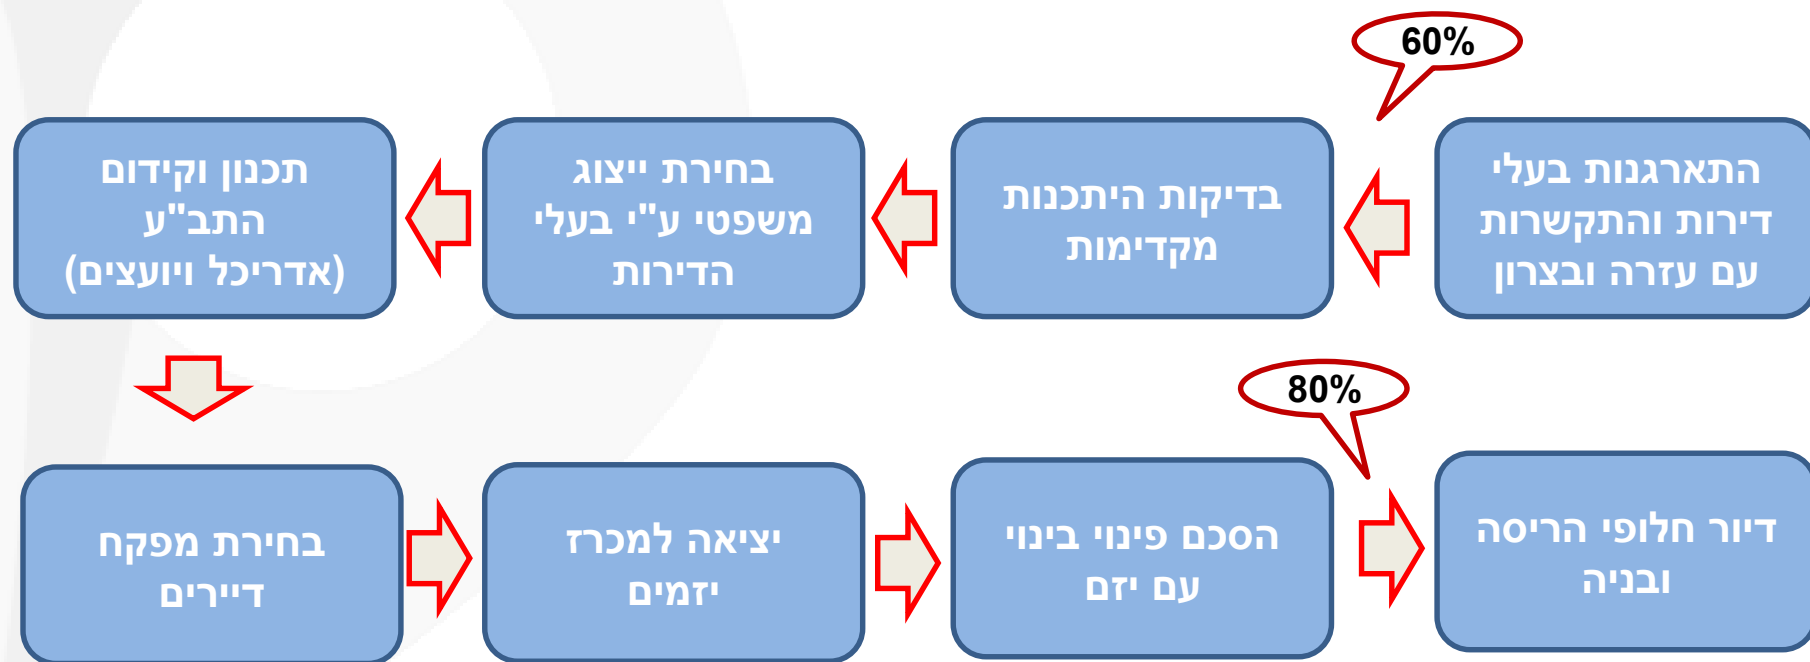 60%
התארגנות בעלי
דירות והתקשרות
עם עזרה ובצרון
בדיקות היתכנות
מקדימות
בחירת ייצוג
משפטי ע"י בעלי
הדירות
תכנון וקידום
התב"ע
(אדריכל ויועצים)
בחירת מפקח
דיירים
יציאה למכרז
יזמים
הסכם פינוי בינוי
עם יזם
80%
דיור חלופי הריסה
ובניה